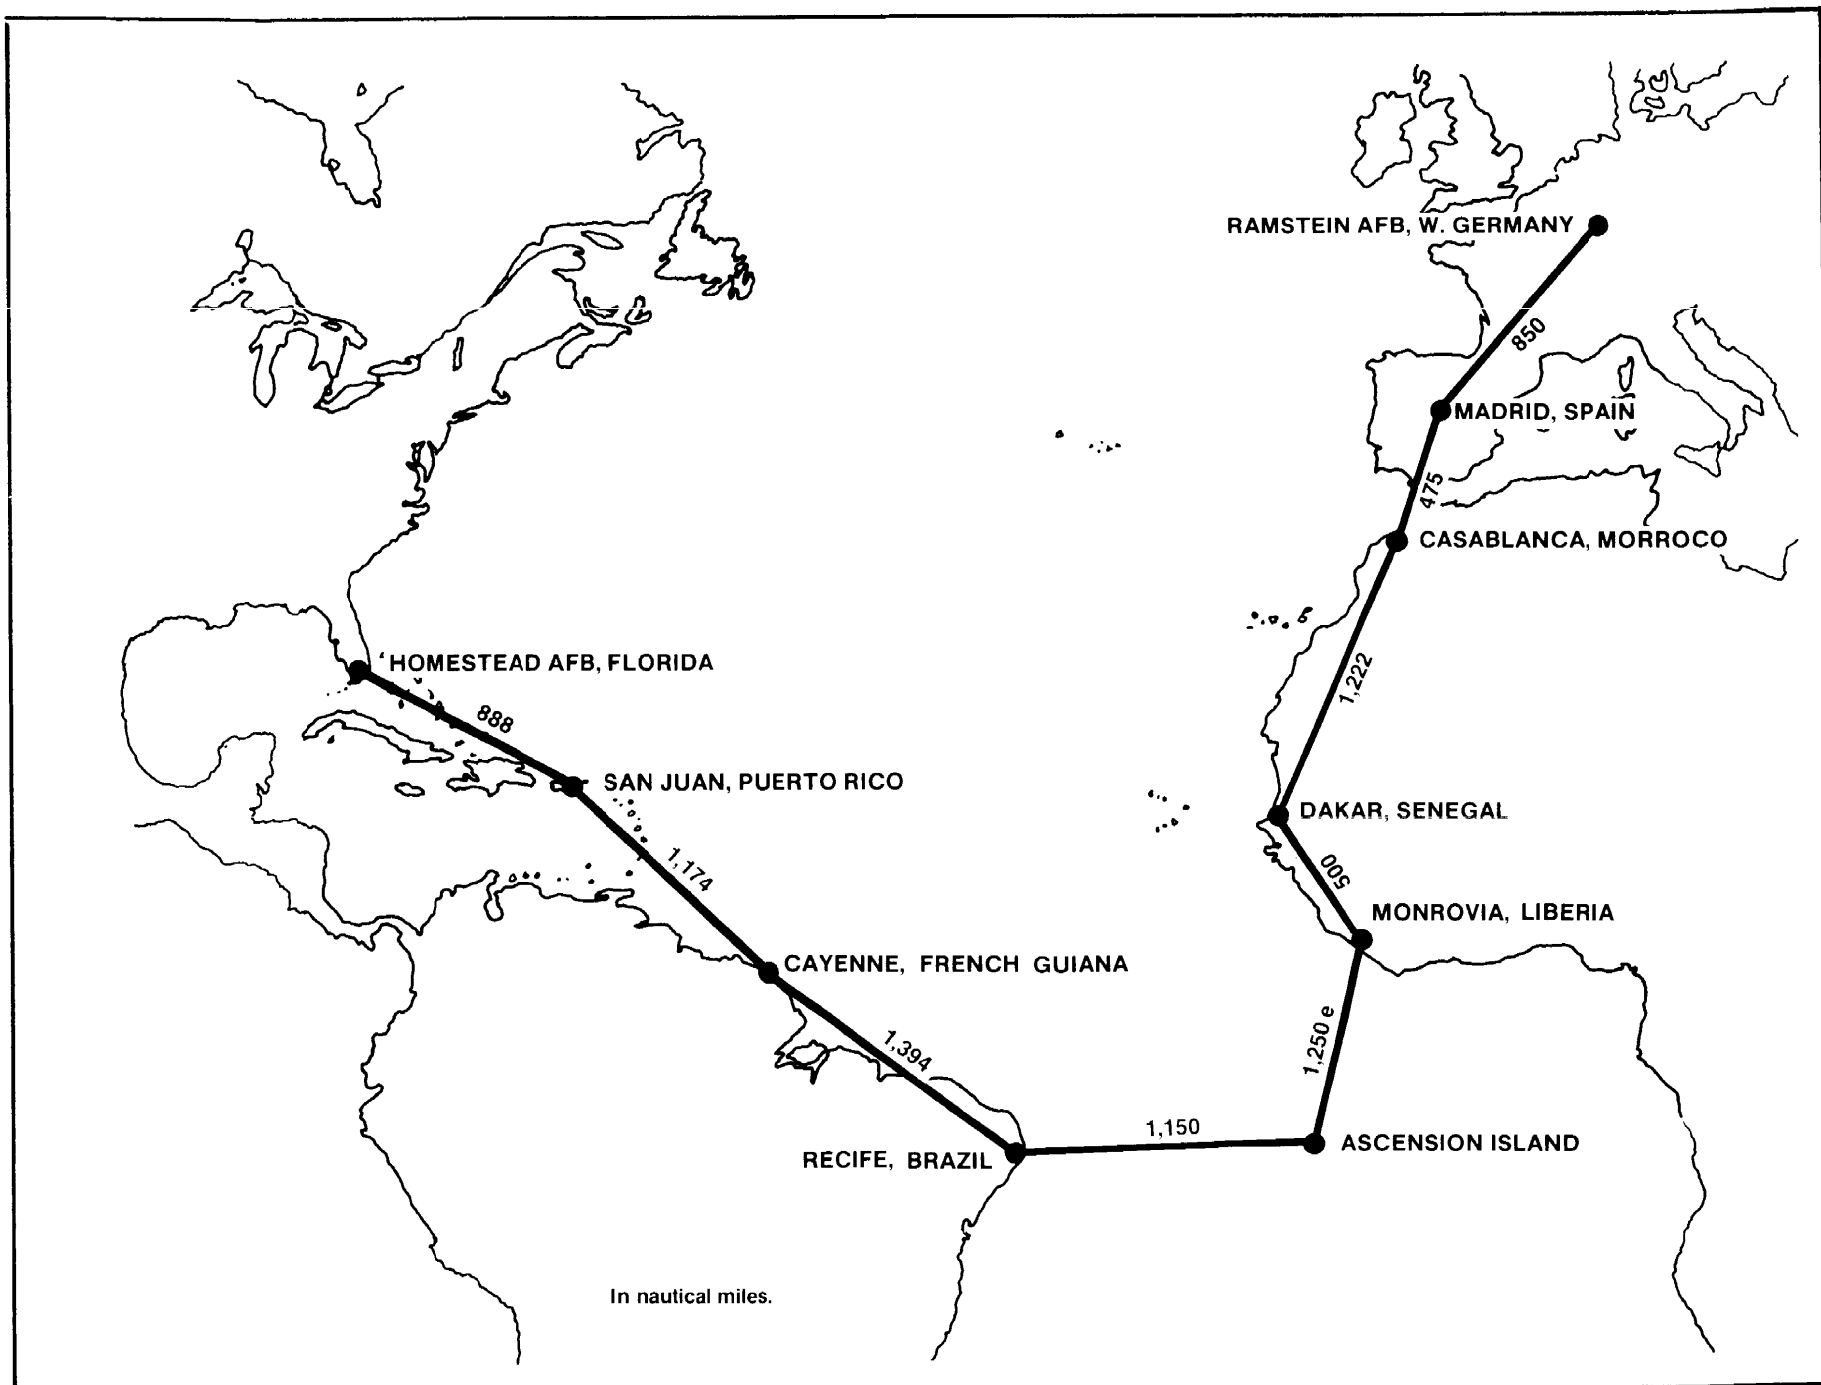 RAMSTEIN AFB, W. GERMANY
850
MADRID, SPAIN
475
CASABLANCA, MORROCO
'HOMESTEAD AFB, FLORIDA
1,222
888
SAN JUAN, PUERTO RICO
DAKAR, SENEGAL
1,174
500
MONROVIA, LIBERIA
CAYENNE, FRENCH GUIANA
1,394
1,250 e
1,150
ASCENSION ISLAND
RECIFE, BRAZIL
In nautical miles.